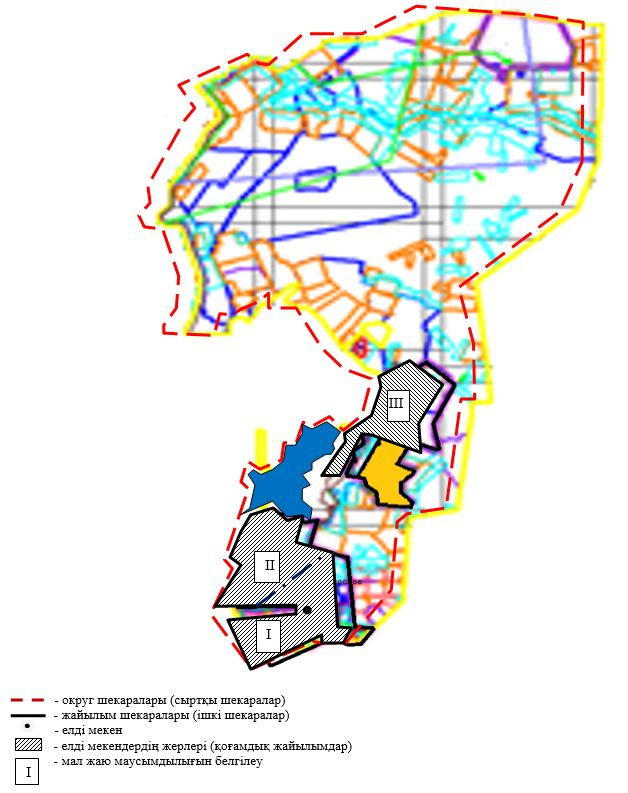 III
II
I
- округ шекаралары (сыртқы шекаралар)
- жайылым шекаралары (ішкі шекаралар)
- елді мекен
- елді мекендердің жерлері (қоғамдық жайылымдар)
I - мал жаю маусымдылығын белгілеу